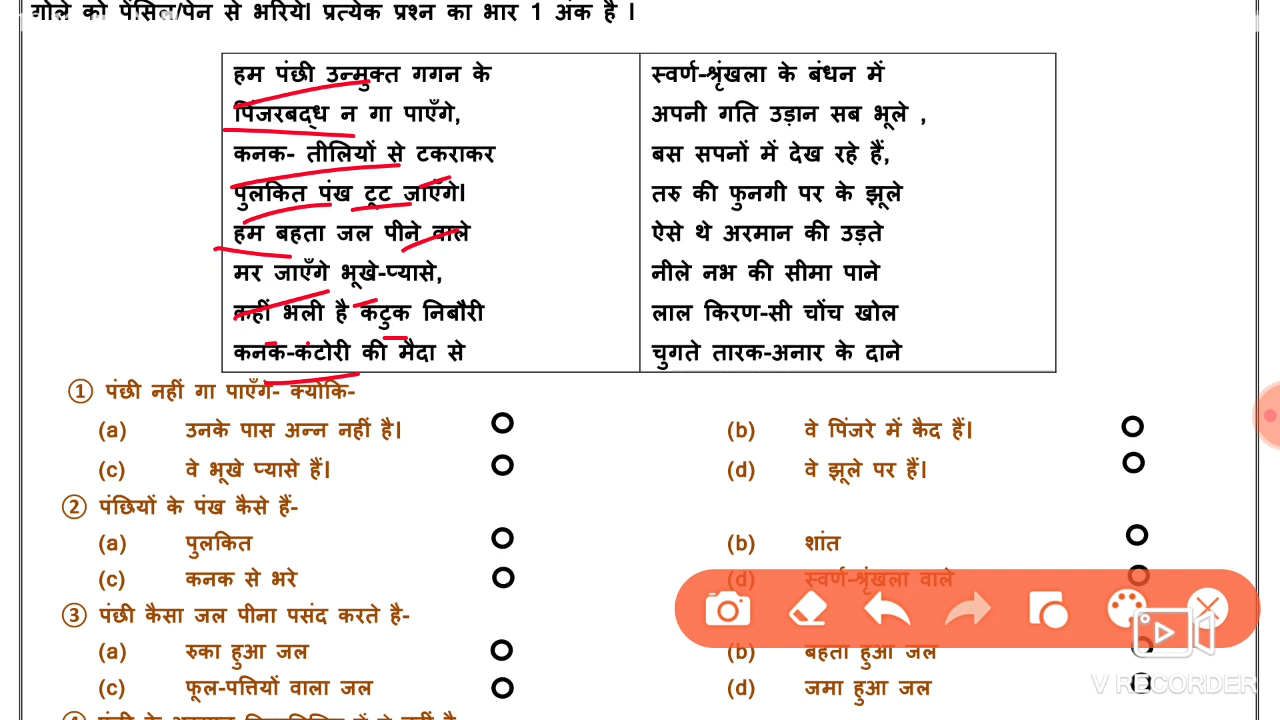 गोले को पेंसिल/पेन से भरिये। प्रत्येक प्रश्न का भार 1 अंक है ।
हम पंछी उन्मुक्त गगन के
पिंजरबद्ध न गा पाएँगे,
कनक- तीलियों से टकराकर
पुलकित पंख टूट जाएँगे।
हम बहता जल पीने वाले
मर जाएँगे भूखे-प्यासे,
कहीं भली है कटुक निबौरी
कनक-कटोरी की मैदा से
स्वर्ण-श्रृंखला के बंधन में
अपनी गति उड़ान सब भूले ,
बस सपनों में देख रहे हैं,
तरु की फुनगी पर के झूले
ऐसे थे अरमान की उड़ते
नीले नभ की सीमा पाने
लाल किरण-सी चोंच खोल
चुगते तारक-अनार के दाने
① पंछी नहीं गा पाएँगे- क्योंकि-
(a) उनके पास अन्न नहीं है।
(b) वे पिंजरे में कैद हैं।
(c) वे भूखे प्यासे हैं।
(d) वे झूले पर हैं।
② पंछियों के पंख कैसे हैं-
(a) पुलकित
(b) शांत
(c) कनक से भरे
(d) स्वर्ण-श्रृंखला वाले
③ पंछी कैसा जल पीना पसंद करते है-
(a) रुका हुआ जल
(b) बहता हुआ जल
(c) फूल-पत्तियों वाला जल
(d) जमा हुआ जल
V RECORDER